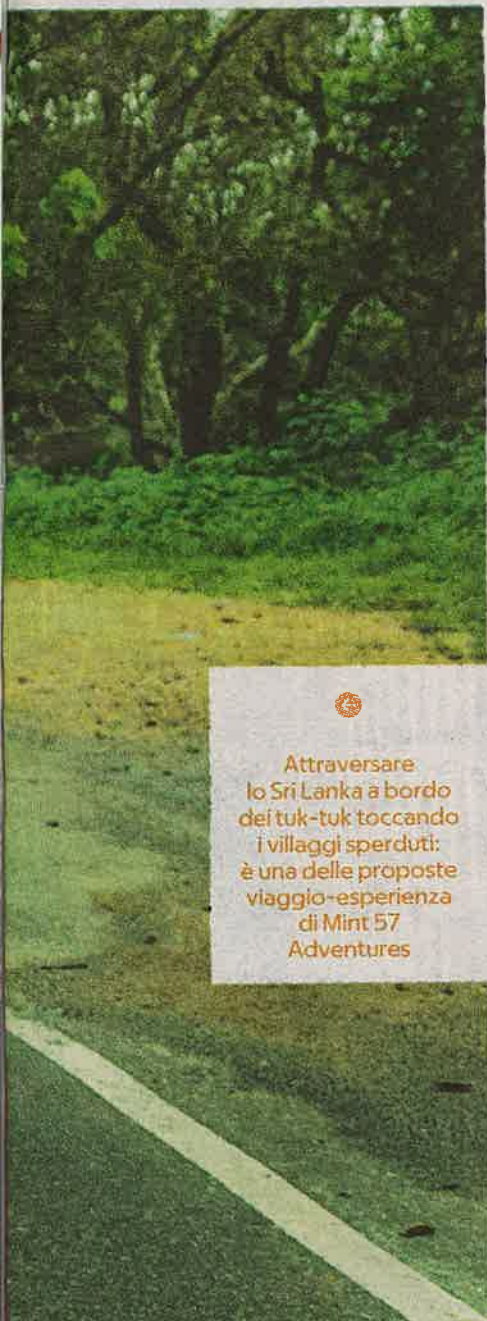 Attraversare
lo Sri Lanka a bordo
dei tuk-tuk toccando
i villaggi sperduti:
è una delle proposte
viaggio-esperienza
di Mint 57
Adventures